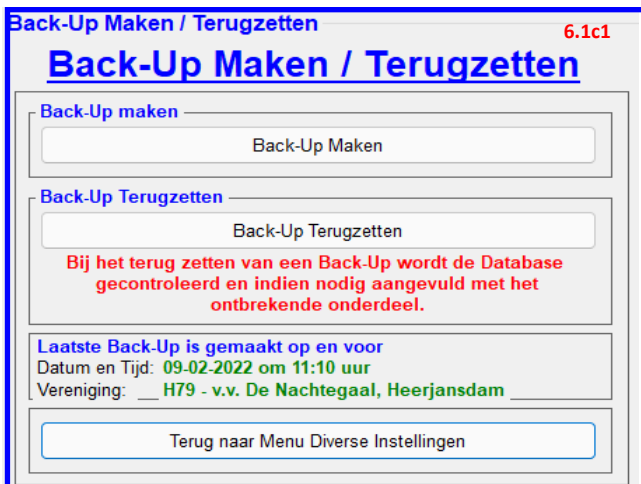 Back-Up Maken / Terugzetten
6.1c1
Back-Up Maken / Terugzetten
Back-Up maken
Back-Up Maken
Back-Up Terugzetten
Back-Up Terugzetten
Bij het terug zetten van een Back-Up wordt de Database
gecontroleerd en indien nodig aangevuld met het
ontbrekende onderdeel.
Laatste Back-Up is gemaakt op en voor
Datum en Tijd: 09-02-2022 om 11:10 uur
Vereniging: H79 - v.v. De Nachtegaal, Heerjansdam
Terug naar Menu Diverse Instellingen